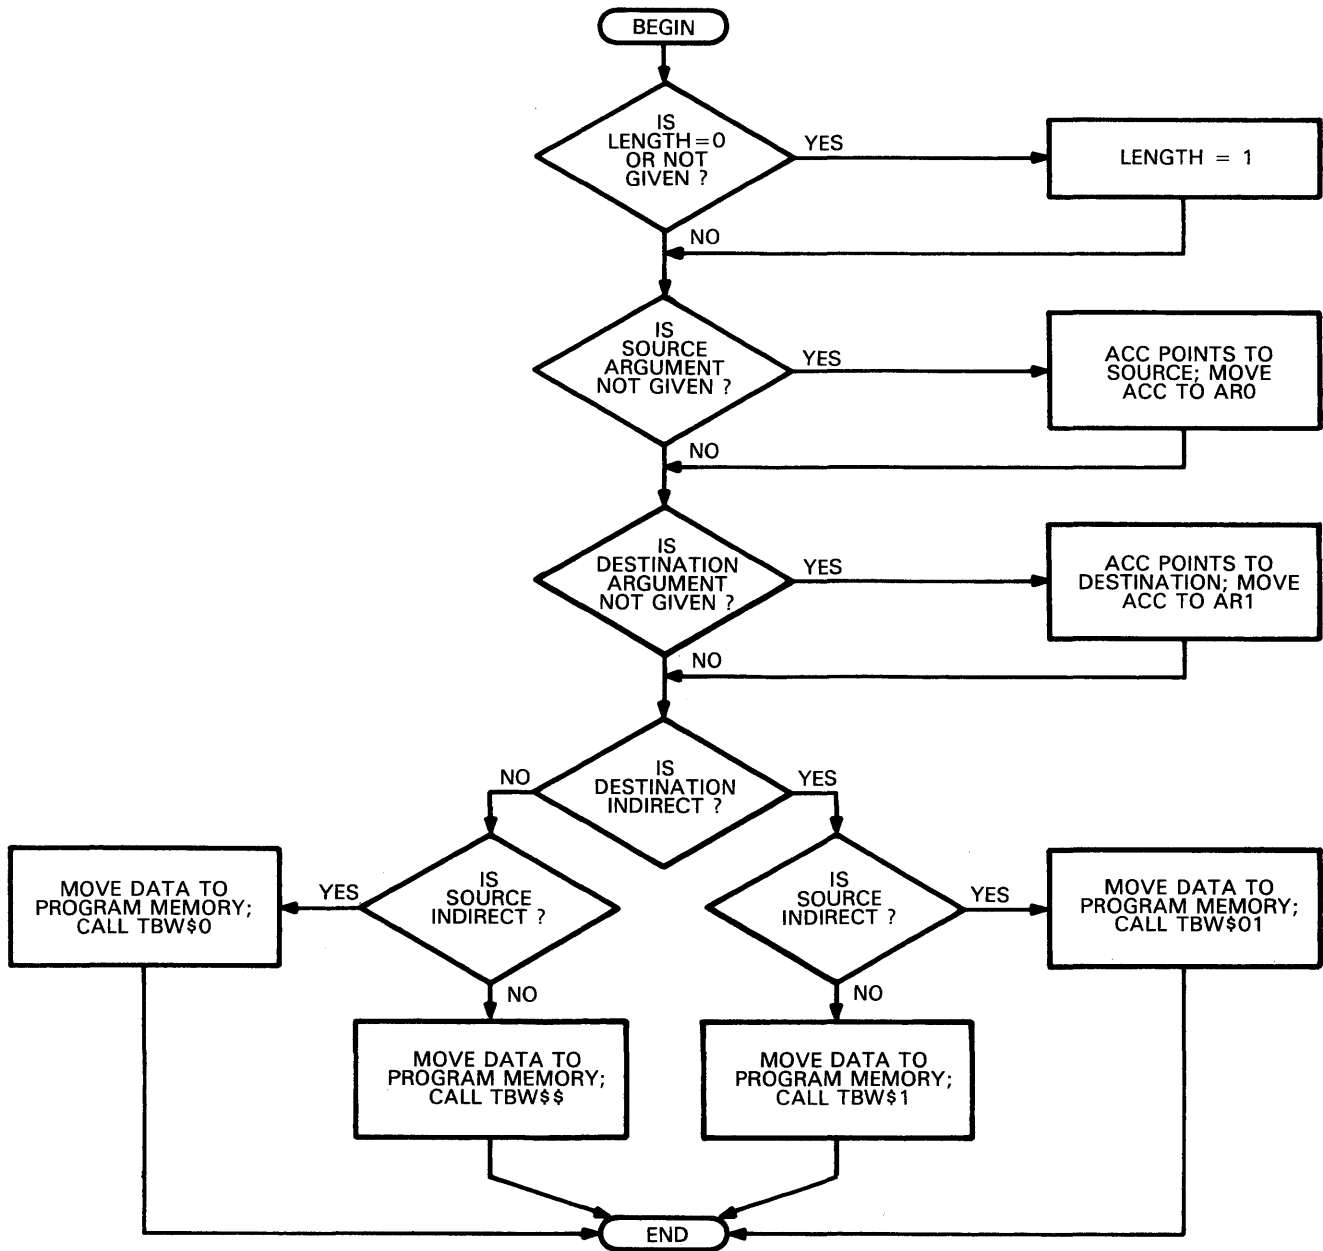 BEGIN
IS
LENGTH=0
OR NOT
GIVEN ?
YES
LENGTH = 1
NO
IS
SOURCE
ARGUMENT
NOT GIVEN ?
YES
ACC POINTS TO
SOURCE; MOVE
ACC TO AR0
NO
IS
DESTINATION
ARGUMENT
NOT GIVEN ?
YES
ACC POINTS TO
DESTINATION; MOVE
ACC TO AR1
NO
IS
DESTINATION
INDIRECT ?
NO
YES
MOVE DATA TO
PROGRAM MEMORY;
CALL TBW$0
YES
IS
SOURCE
INDIRECT ?
IS
SOURCE
INDIRECT ?
YES
MOVE DATA TO
PROGRAM MEMORY;
CALL TBW$01
NO
NO
MOVE DATA TO
PROGRAM MEMORY;
CALL TBW$$
MOVE DATA TO
PROGRAM MEMORY;
CALL TBW$1
END